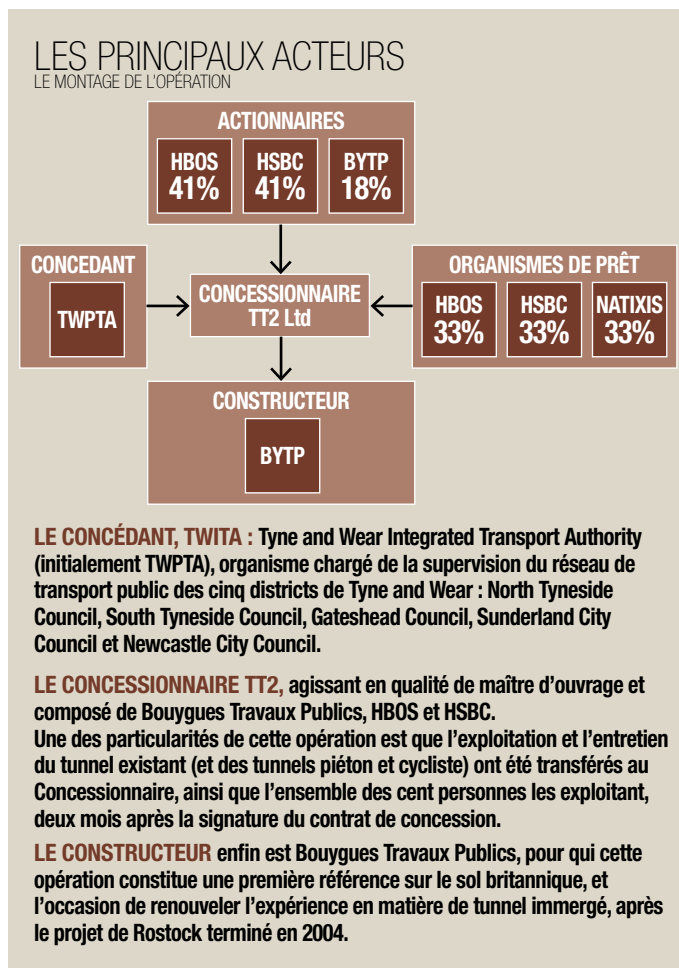 LES PRINCIPAUX ACTEURS
LE MONTAGE DE L'OPÉRATION
ACTIONNAIRES
HBOS
41%
HSBC
41%
BYTP
18%
CONCEDANT
TWPTA
CONCESSIONNAIRE
TT2 Ltd
ORGANISMES DE PRÊT
HBOS
33%
HSBC
33%
NATIXIS
33%
CONSTRUCTEUR
BYTP
LE CONCÉDANT, TWITA : Tyne and Wear Integrated Transport Authority
(initialement TWPTA), organisme chargé de la supervision du réseau de
transport public des cinq districts de Tyne and Wear : North Tyneside
Council, South Tyneside Council, Gateshead Council, Sunderland City
Council et Newcastle City Council.
LE CONCESSIONNAIRE TT2, agissant en qualité de maître d'ouvrage et
composé de Bouygues Travaux Publics, HBOS et HSBC.
Une des particularités de cette opération est que l'exploitation et l'entretien
du tunnel existant (et des tunnels piéton et cycliste) ont été transférés au
Concessionnaire, ainsi que l'ensemble des cent personnes les exploitant,
deux mois après la signature du contrat de concession.
LE CONSTRUCTEUR enfin est Bouygues Travaux Publics, pour qui cette
opération constitue une première référence sur le sol britannique, et
l'occasion de renouveler l'expérience en matière de tunnel immergé, après
le projet de Rostock terminé en 2004.